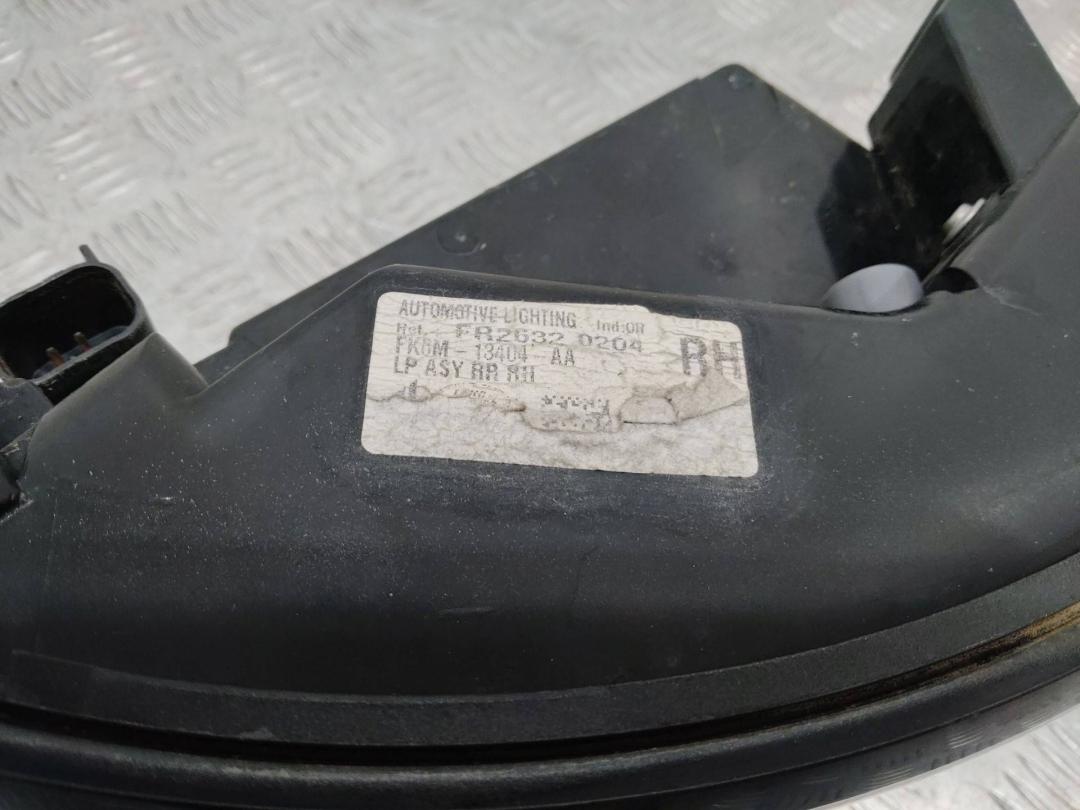 AUTOMOTIVE LIGHTING Ind:OR
Ref. FR2632 0204
FK6M - 13404 - AA RH
LP ASY RR RH